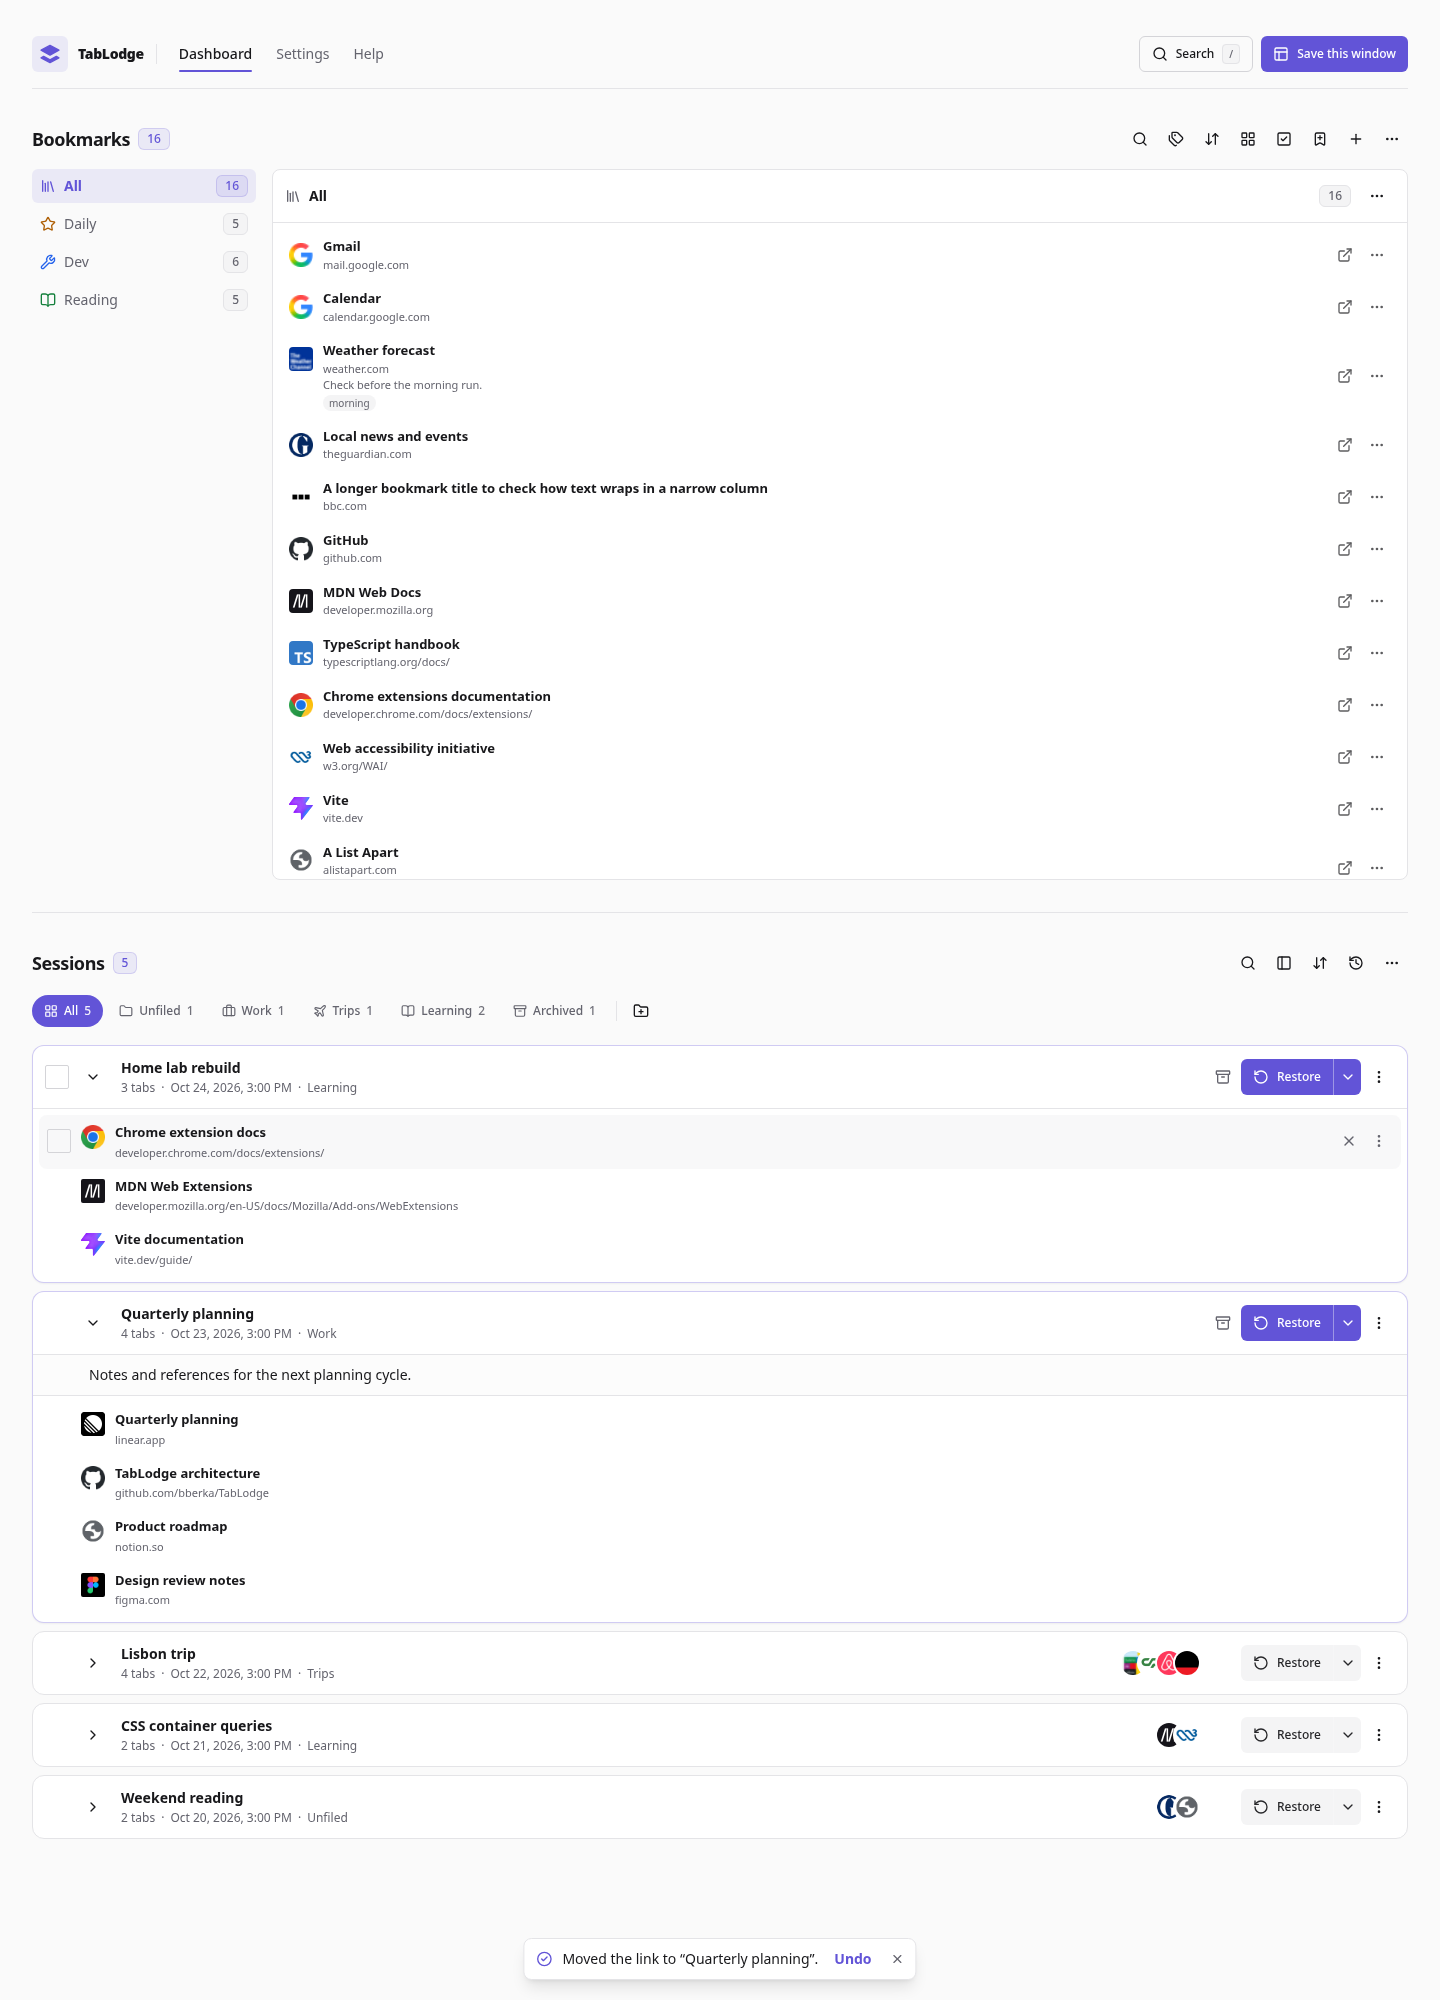 TabLodge
Dashboard
Settings
Help
Search /
Save this window
Bookmarks 16
All 16
Daily 5
Dev 6
Reading 5
All 16
Gmail
mail.google.com
Calendar
calendar.google.com
Weather forecast
weather.com
Check before the morning run.
morning
Local news and events
theguardian.com
A longer bookmark title to check how text wraps in a narrow column
bbc.com
GitHub
github.com
MDN Web Docs
developer.mozilla.org
TypeScript handbook
typescriptlang.org/docs/
Chrome extensions documentation
developer.chrome.com/docs/extensions/
Web accessibility initiative
w3.org/WAI/
Vite
vite.dev
A List Apart
alistapart.com
Sessions 5
All 5
Unfiled 1
Work 1
Trips 1
Learning 2
Archived 1
Home lab rebuild
3 tabs · Oct 24, 2026, 3:00 PM · Learning
Restore
Chrome extension docs
developer.chrome.com/docs/extensions/
MDN Web Extensions
developer.mozilla.org/en-US/docs/Mozilla/Add-ons/WebExtensions
Vite documentation
vite.dev/guide/
Quarterly planning
4 tabs · Oct 23, 2026, 3:00 PM · Work
Restore
Notes and references for the next planning cycle.
Quarterly planning
linear.app
TabLodge architecture
github.com/bberka/TabLodge
Product roadmap
notion.so
Design review notes
figma.com
Lisbon trip
4 tabs · Oct 22, 2026, 3:00 PM · Trips
Restore
CSS container queries
2 tabs · Oct 21, 2026, 3:00 PM · Learning
Restore
Weekend reading
2 tabs · Oct 20, 2026, 3:00 PM · Unfiled
Restore
Moved the link to “Quarterly planning”. Undo